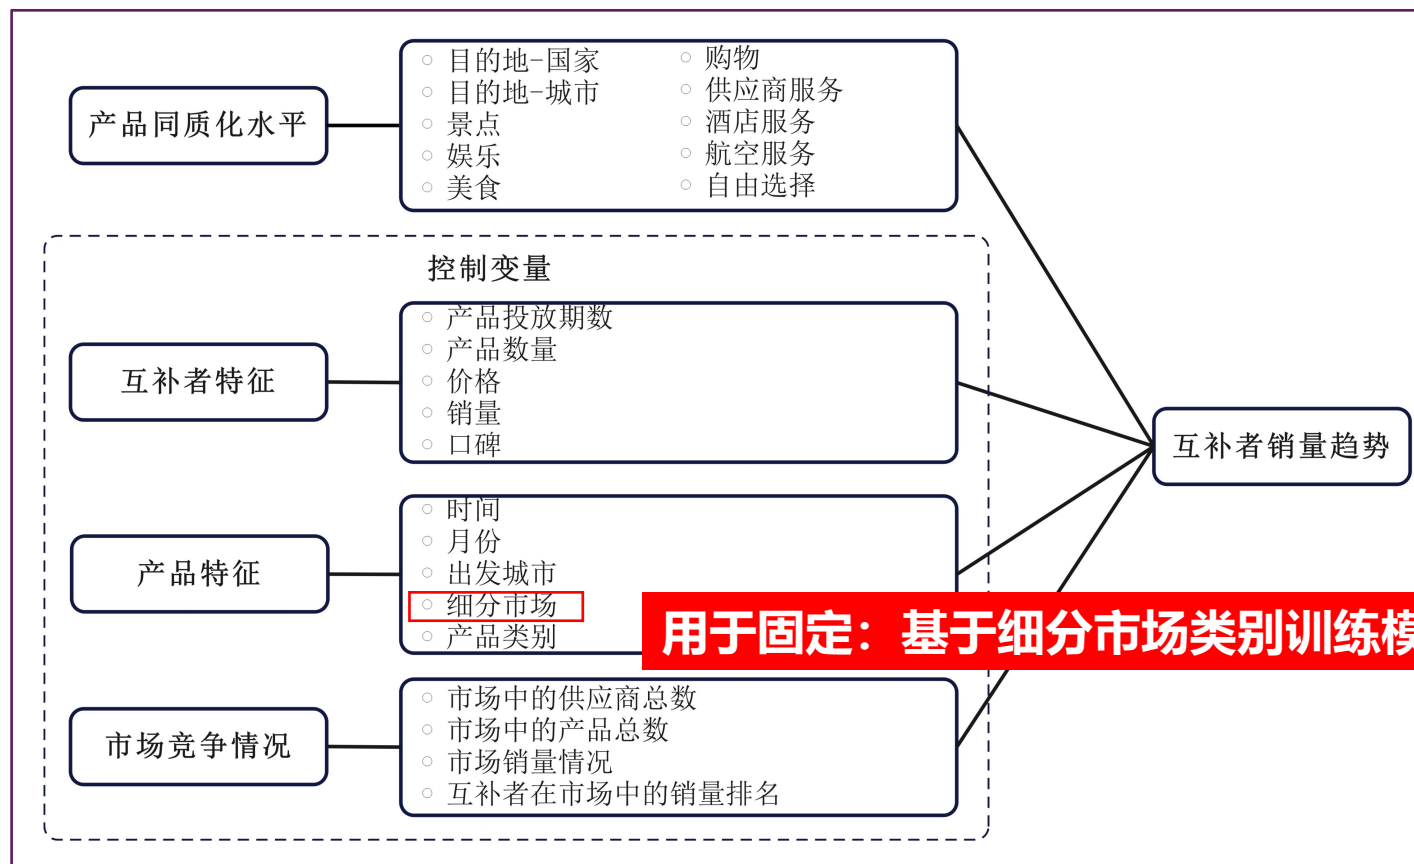 产品同质化水平
目的地-国家
目的地-城市
景点
娱乐
美食
购物
供应商服务
酒店服务
航空服务
自由选择
控制变量
互补者特征
产品投放期数
产品数量
价格
销量
口碑
互补者销量趋势
产品特征
时间
月份
出发城市
细分市场
产品类别
用于固定：基于细分市场类别训练模
市场竞争情况
市场中的供应商总数
市场中的产品总数
市场销量情况
互补者在市场中的销量排名